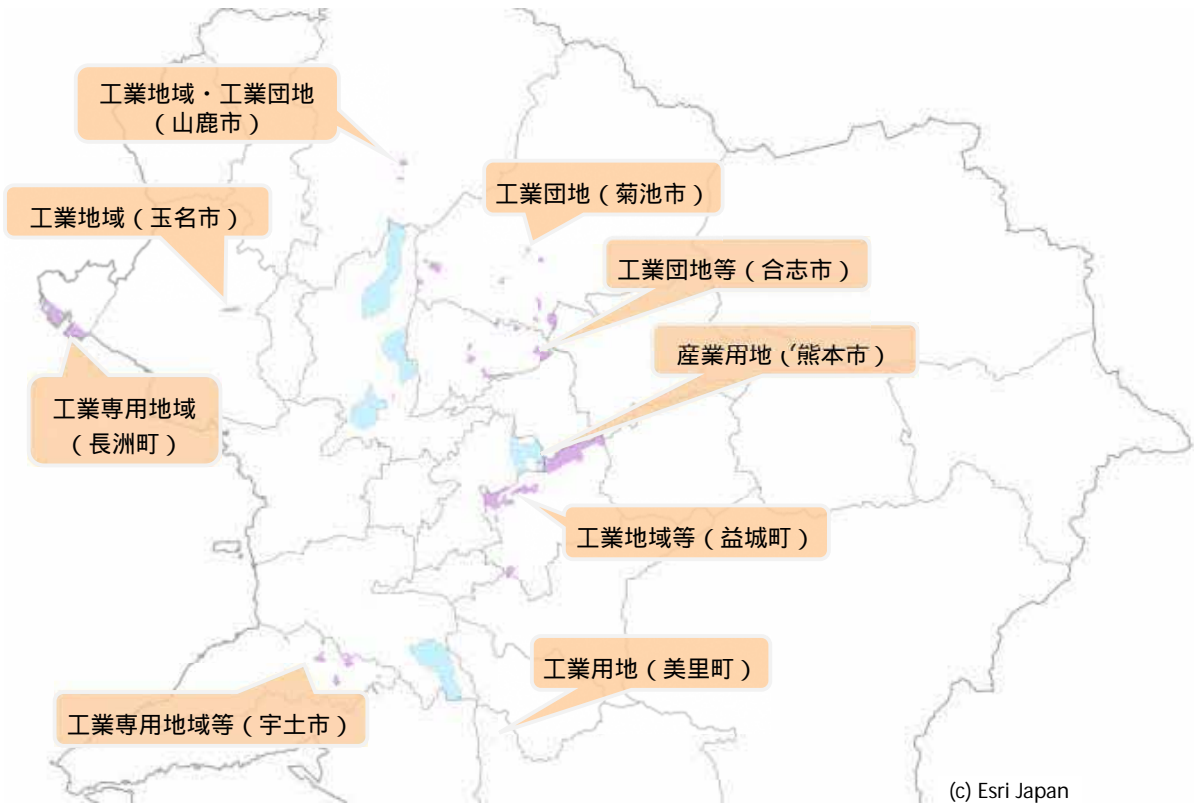 工業地域・工業団地
（山鹿市）
工業団地（菊池市）
工業地域（玉名市）
工業団地等（合志市）
産業用地（熊本市）
工業専用地域
（長洲町）
工業地域等（益城町）
工業用地（美里町）
工業専用地域等（宇土市）
(c) Esri Japan